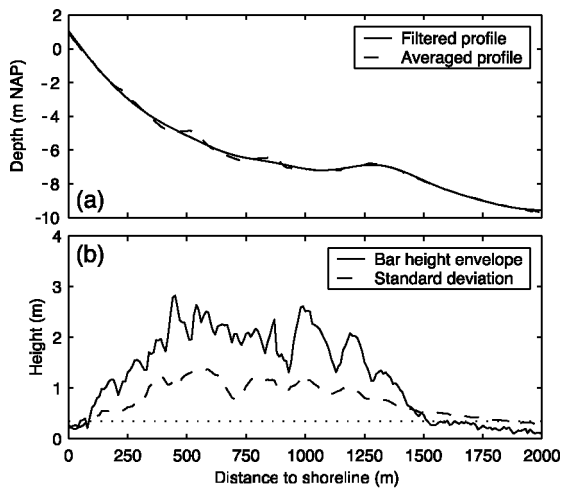 2
0
-2
-4
-6
-8
-10
Depth (m NAP)
Filtered profile
Averaged profile
(a)
4
3
2
1
0
Height (m)
(b)
Bar height envelope
Standard deviation
0 250 500 750 1000 1250 1500 1750 2000
Distance to shoreline (m)